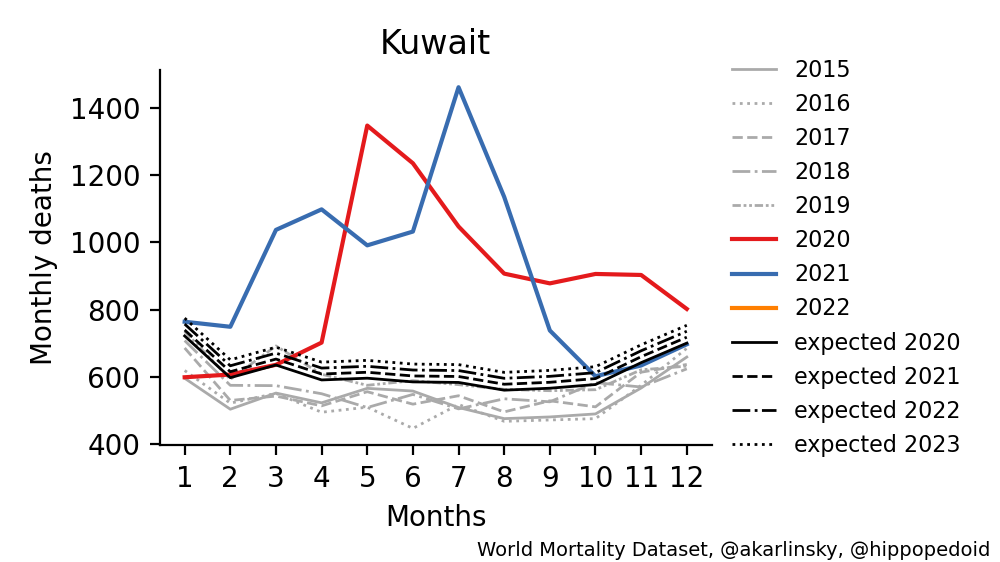 Kuwait
Monthly deaths
1400
1200
1000
800
600
400
1 2 3 4 5 6 7 8 9 10 11 12
Months
2015
2016
2017
2018
2019
2020
2021
2022
expected 2020
expected 2021
expected 2022
expected 2023
World Mortality Dataset, @akarlinsky, @hippopedoid